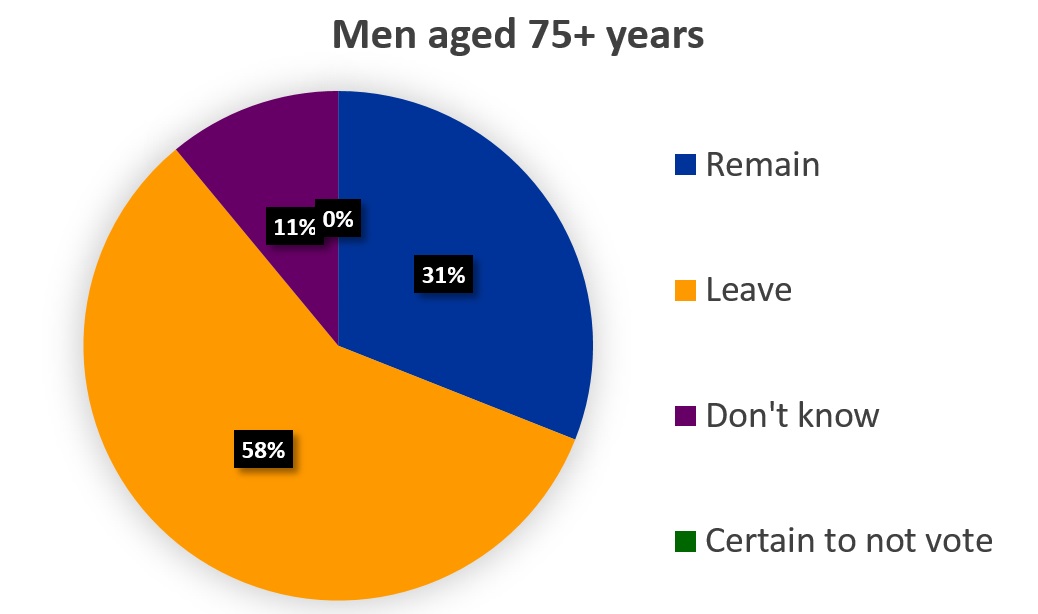 Men aged 75+ years
11%
0%
31%
58%
Remain
Leave
Don't know
Certain to not vote